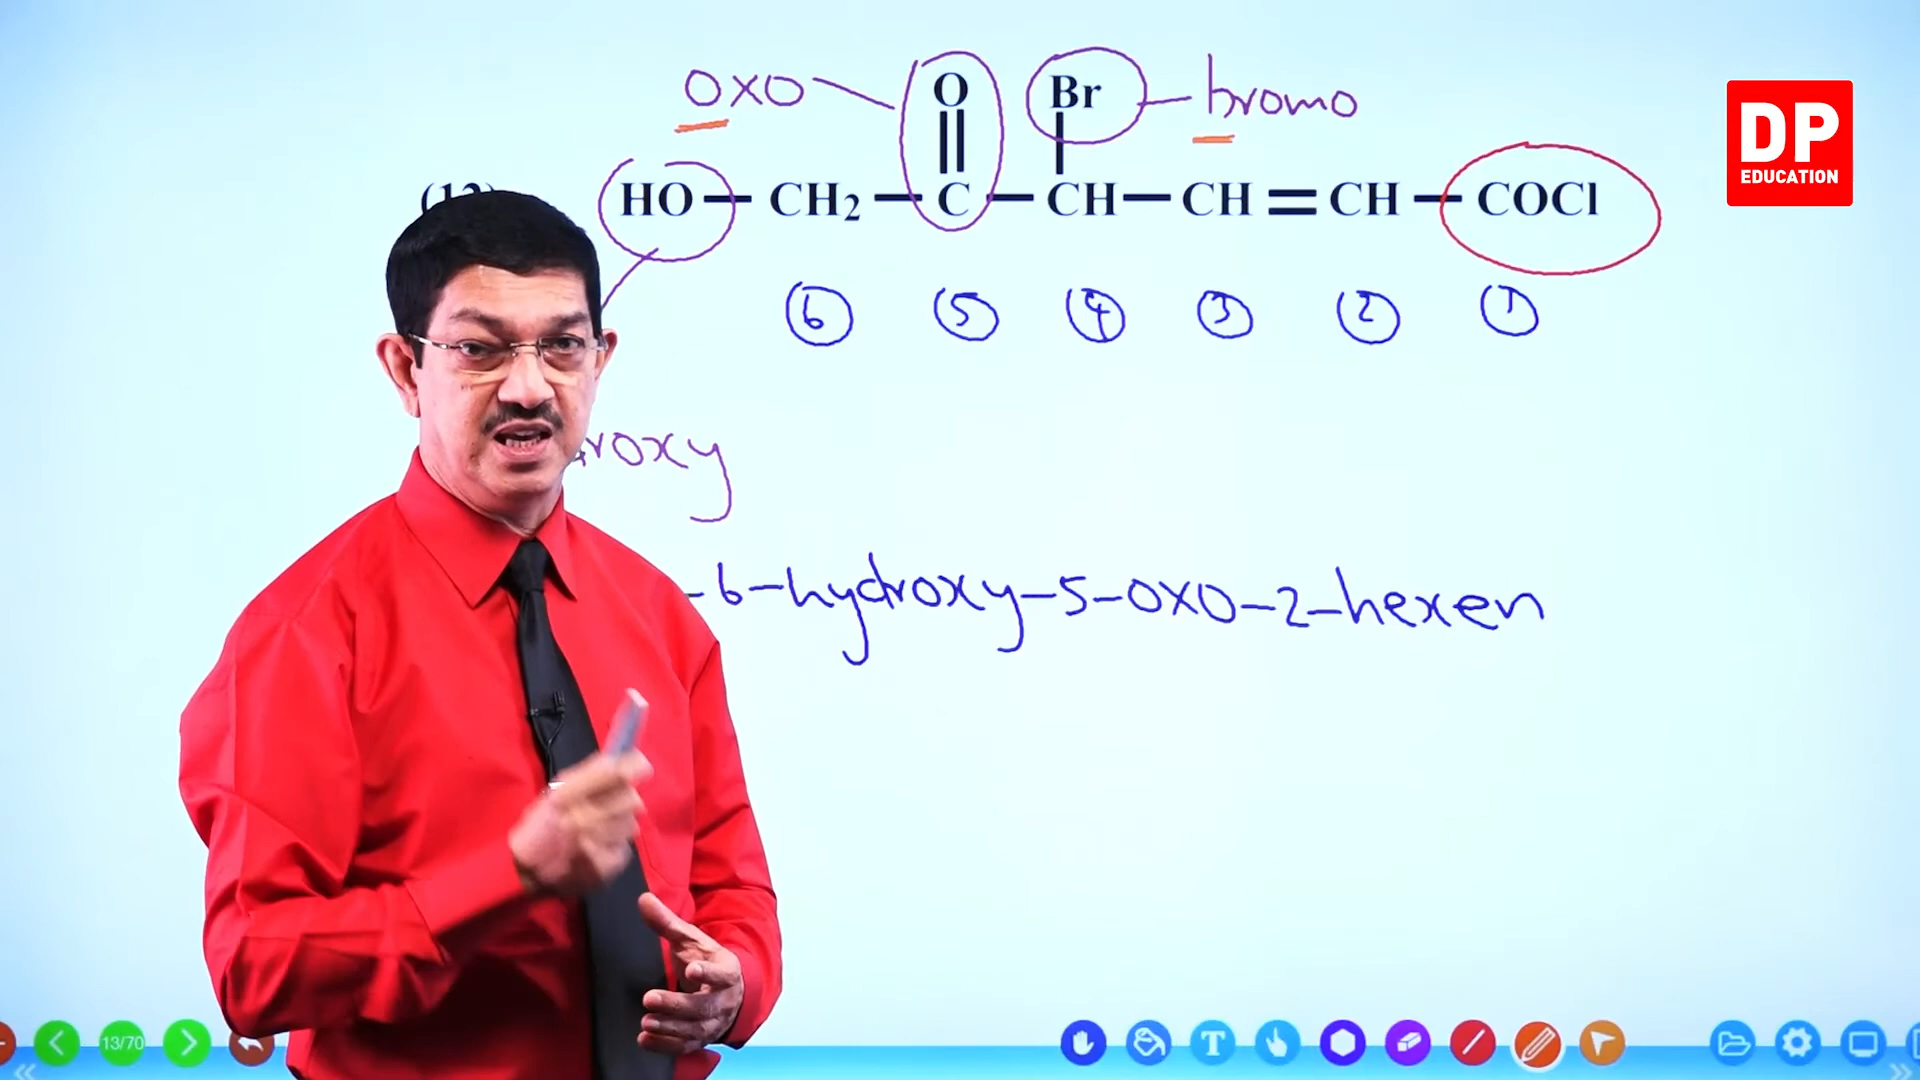 oxo O Br bromo
HO — CH₂ — C — CH — CH = CH — COCl
6 5 4 3 2 1
roxy
-6-hydroxy-5-oxo-2-hexen
DP
EDUCATION
13/70
T